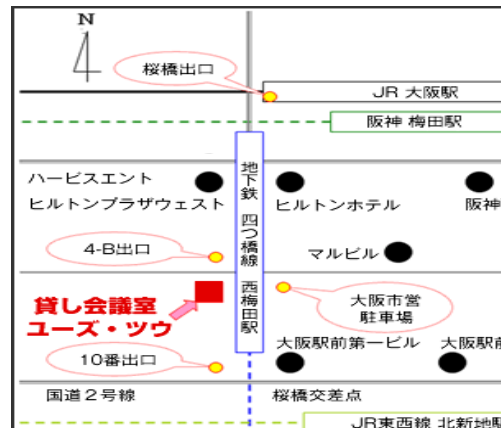 N
桜橋出口
JR 大阪駅
阪神 梅田駅
ハービスエント
ヒルトンプラザウェスト
地下鉄 四つ橋線 西梅田駅
ヒルトンホテル
阪神
4-B出口
マルビル
貸し会議室
ユーズ・ツウ
大阪市営
駐車場
10番出口
大阪駅前第一ビル
大阪駅前
国道2号線
桜橋交差点
JR東西線 北新地駅